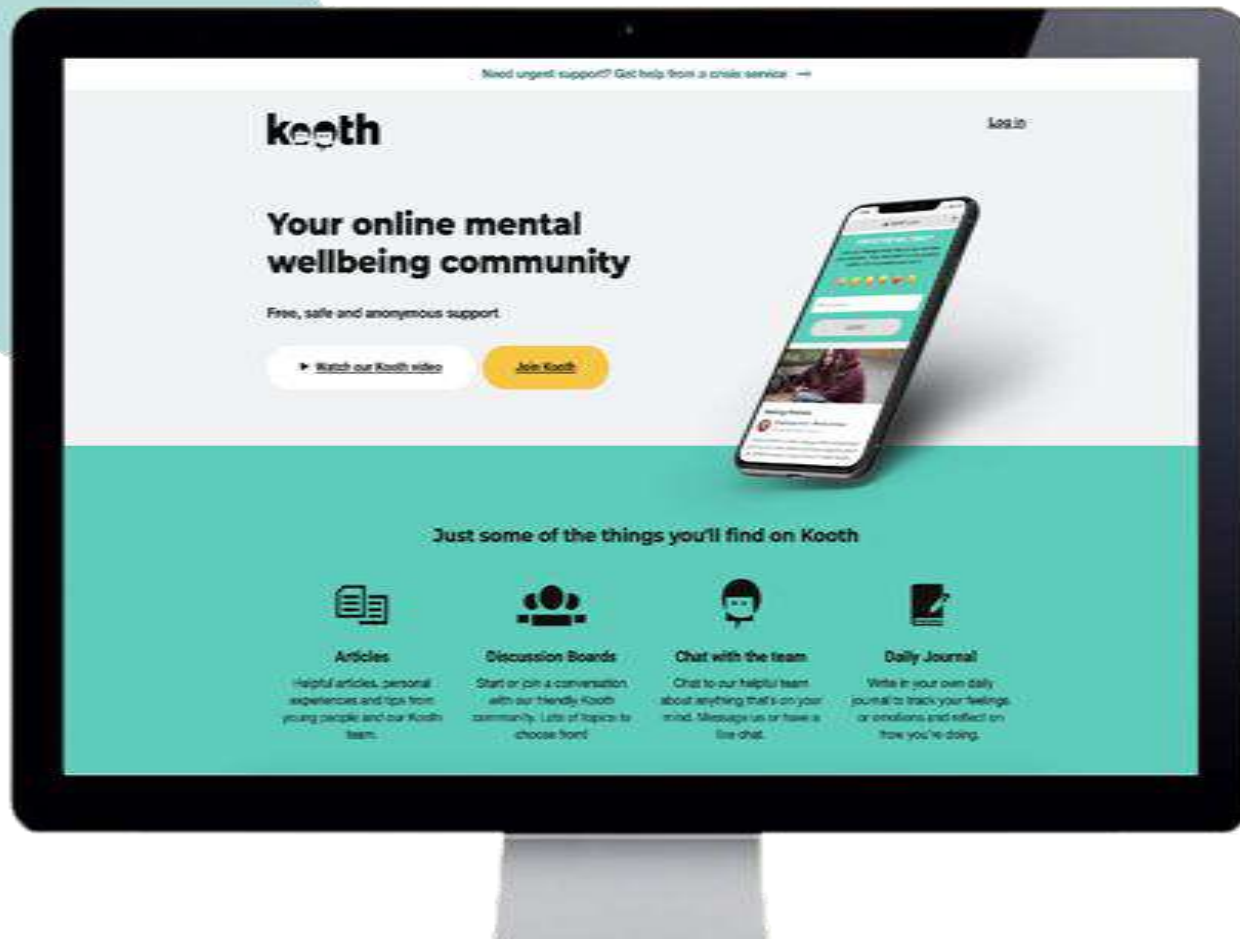 Need urgent support? Get help from a crisis service →
kooth
Log in
Your online mental
wellbeing community
Free, safe and anonymous support
Watch our Kooth video
Join Kooth
Just some of the things you'll find on Kooth
Articles
Helpful articles, personal
experiences and tips from
young people and our Kooth
team.
Discussion Boards
Start or join a conversation
with our friendly Kooth
community. Lots of topics to
choose from!
Chat with the team
Chat to our helpful team
about anything that's on your
mind. Message us or have a
live chat.
Daily Journal
Write in your own daily
journal to track your feelings
or emotions and reflect on
how you're doing.